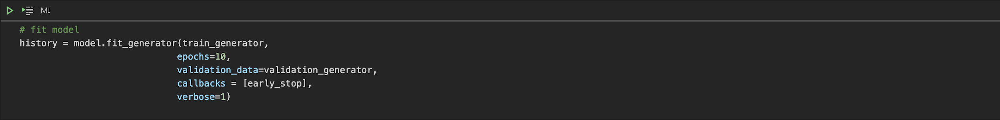 M↓
# fit model
history = model.fit_generator(train_generator,
epochs=10,
validation_data=validation_generator,
callbacks = [early_stop],
verbose=1)